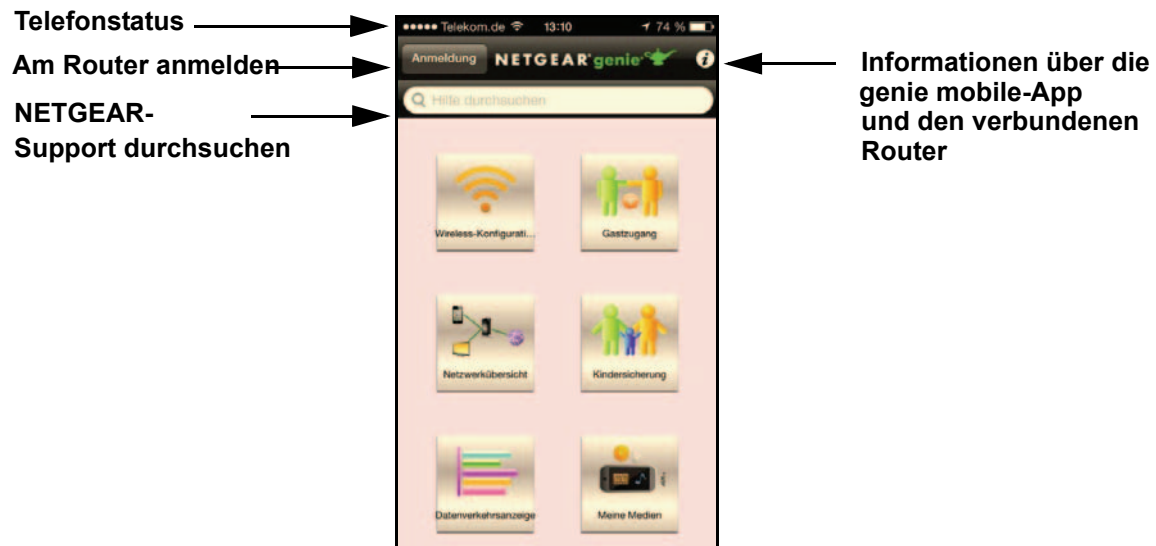 Telefonstatus
Am Router anmelden
NETGEAR-
Support durchsuchen
Telekom.de 13:10 74 %
Anmeldung NETGEAR® genie®
Hilfe durchsuchen
Wireless-Konfigurati...
Gastzugang
Netzwerkübersicht
Kindersicherung
Datenverkehrsanzeige
Meine Medien
Informationen über die
genie mobile-App
und den verbundenen
Router